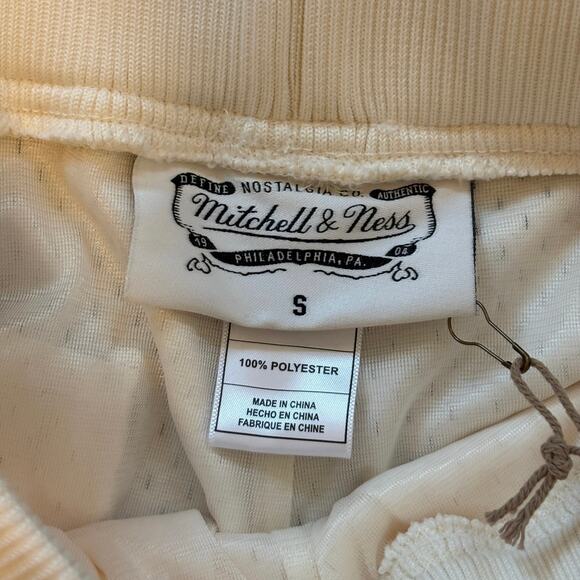 DEFINE NOSTALGIA CO. AUTHENTIC
Mitchell & Ness
19 04
PHILADELPHIA, PA.
S
100% POLYESTER
MADE IN CHINA
HECHO EN CHINA
FABRIQUE EN CHINE